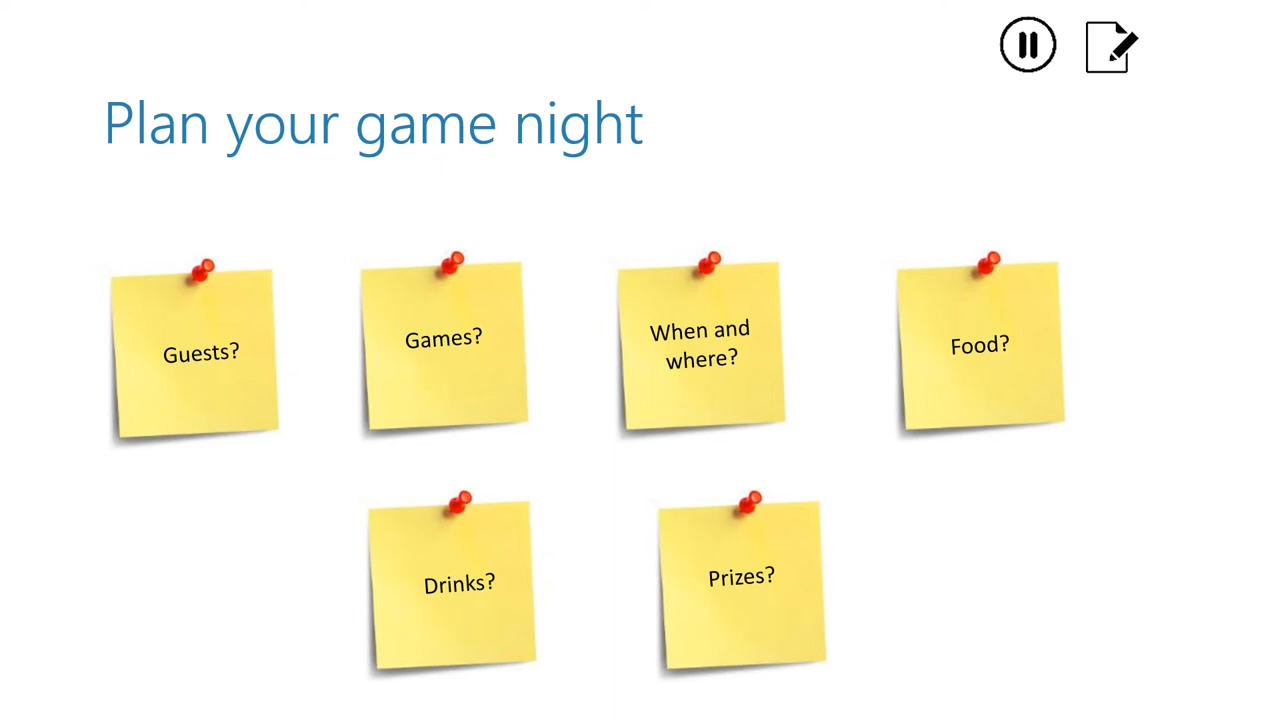 Plan your game night
Guests?
Games?
When and
where?
Food?
Drinks?
Prizes?